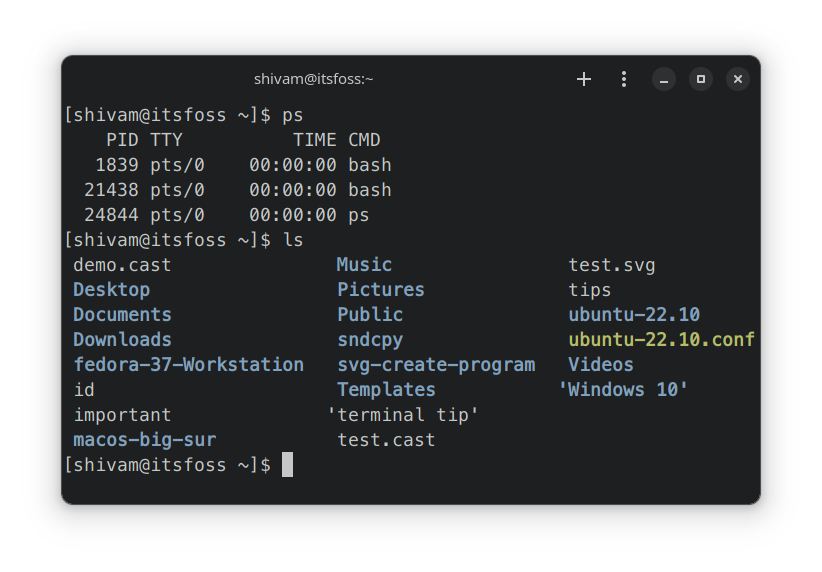 shivam@itsfoss:~
[shivam@itsfoss ~]$ ps
    PID TTY          TIME CMD
   1839 pts/0    00:00:00 bash
  21438 pts/0    00:00:00 bash
  24844 pts/0    00:00:00 ps
[shivam@itsfoss ~]$ ls
 demo.cast               Music                test.svg
 Desktop                 Pictures             tips
 Documents               Public               ubuntu-22.10
 Downloads               sndcpy               ubuntu-22.10.conf
 fedora-37-Workstation   svg-create-program   Videos
 id                      Templates           'Windows 10'
 important              'terminal tip'
 macos-big-sur           test.cast
[shivam@itsfoss ~]$